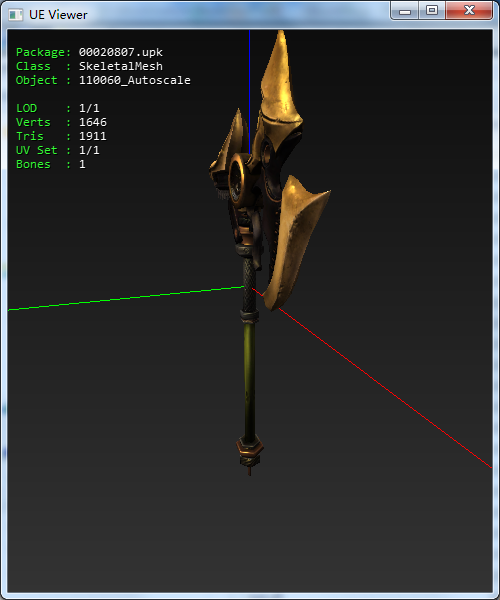 UE Viewer
Package: 00020807.upk
Class : SkeletalMesh
Object : 110060_Autoscale
LOD : 1/1
Verts : 1646
Tris : 1911
UV Set : 1/1
Bones : 1